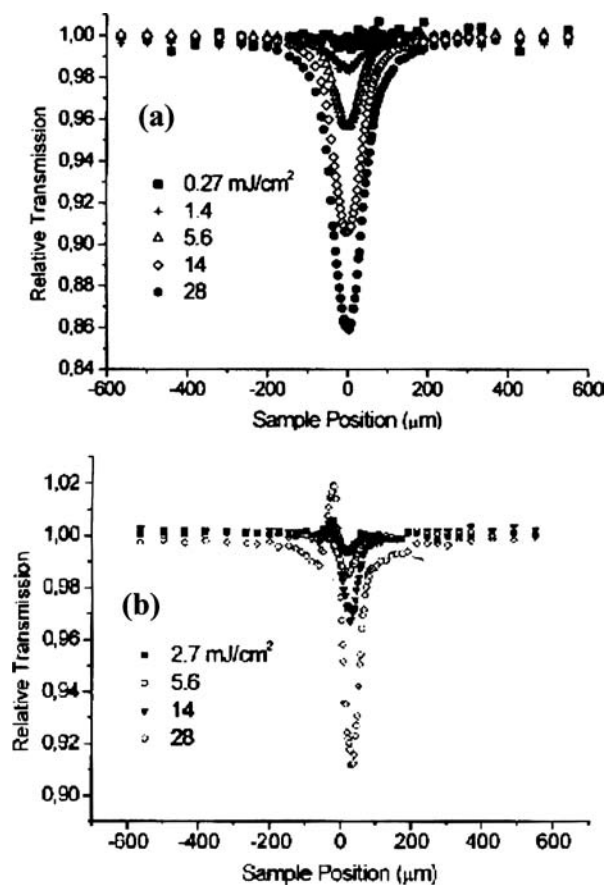 1,00
0,98
0,96
0,94
0,92
0,90
0,88
0,86
0,84
Relative Transmission
(a)
0.27 mJ/cm²
1.4
5.6
14
28
-600 -400 -200 0 200 400 600
Sample Position (μm)
1,02
1,00
0,98
0,96
0,94
0,92
0,90
Relative Transmission
(b)
2.7 mJ/cm²
5.6
14
28
-600 -400 -200 0 200 400 600
Sample Position (μm)